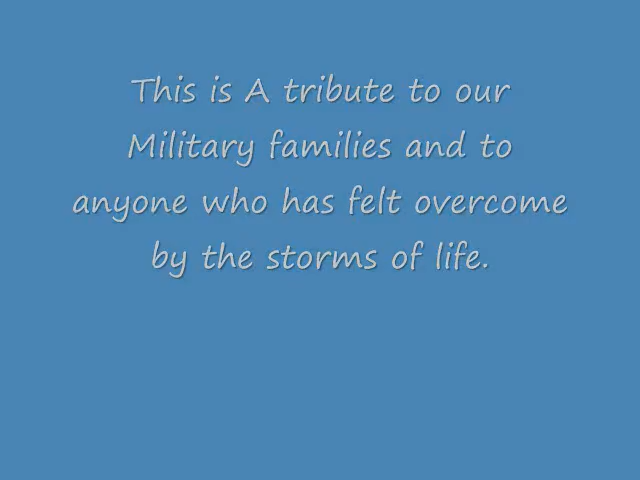 This is A tribute to our
Military families and to
anyone who has felt overcome
by the storms of life.